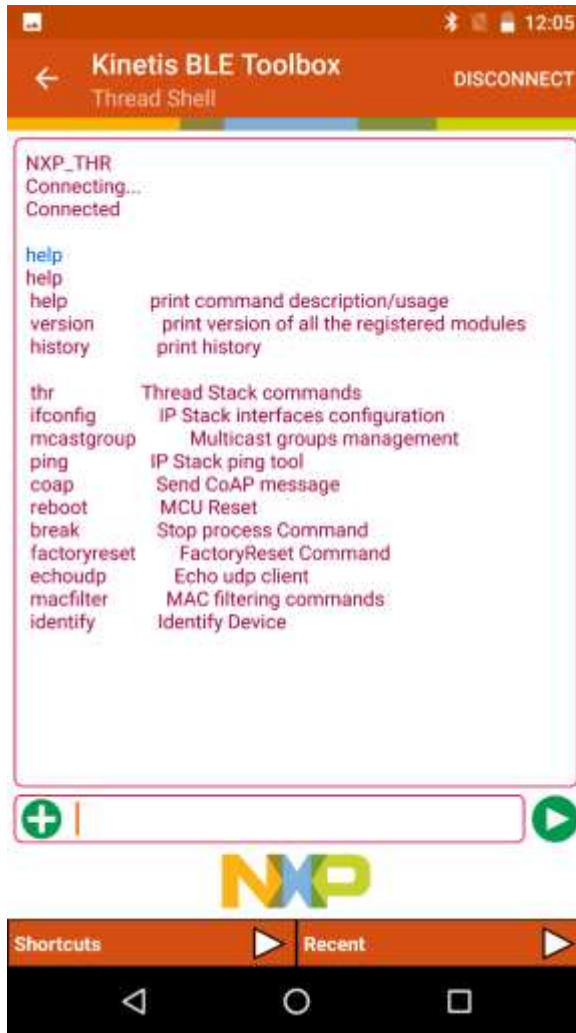 12:05
Kinetis BLE Toolbox
DISCONNECT
Thread Shell
NXP_THR
Connecting...
Connected
help
help
help print command description/usage
version print version of all the registered modules
history print history
thr Thread Stack commands
ifconfig IP Stack interfaces configuration
mcastgroup Multicast groups management
ping IP Stack ping tool
coap Send CoAP message
reboot MCU Reset
break Stop process Command
factoryreset FactoryReset Command
echoudp Echo udp client
macfilter MAC filtering commands
identify Identify Device
NXP
Shortcuts
Recent